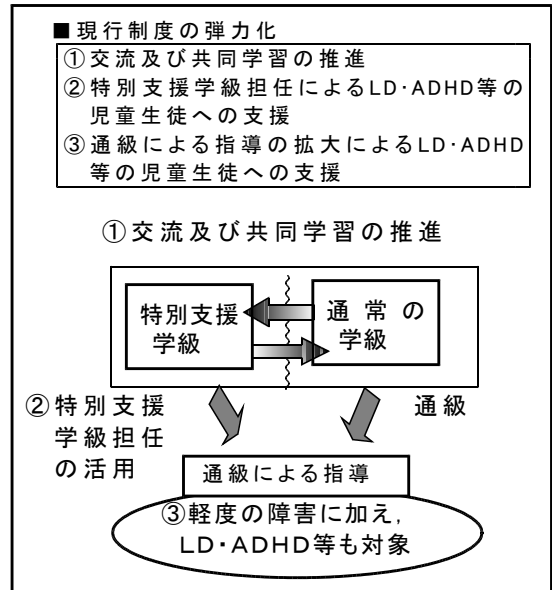 ■現行制度の弾力化
①交流及び共同学習の推進
②特別支援学級担任によるLD･ADHD等の
児童生徒への支援
③通級による指導の拡大によるLD･ADHD
等の児童生徒への支援
①交流及び共同学習の推進
特別支援
学級
通常の
学級
②特別支援
学級担任
の活用
通級
通級による指導
③軽度の障害に加え,
LD･ADHD等も対象